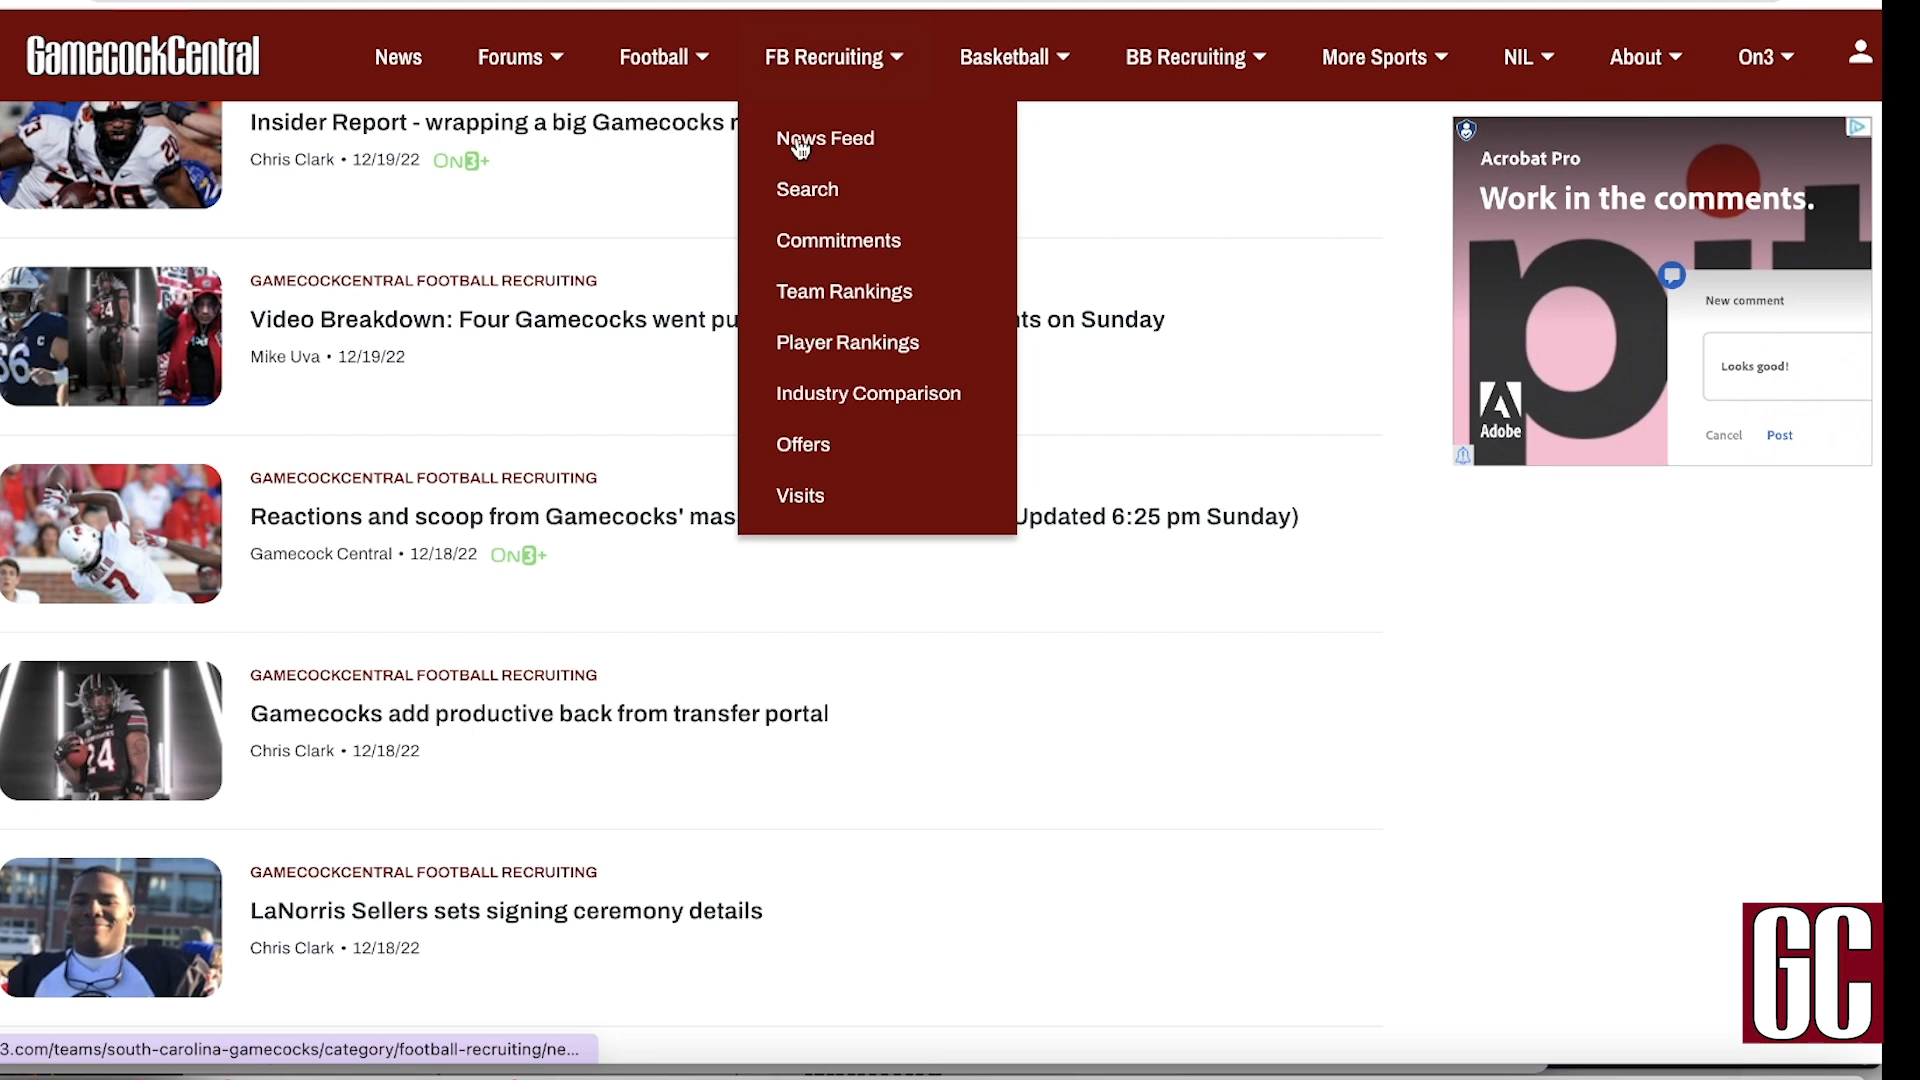 GamecockCentral
News
Forums
Football
FB Recruiting
Basketball
BB Recruiting
More Sports
NIL
About
On3
News Feed
Search
Commitments
Team Rankings
Player Rankings
Industry Comparison
Offers
Visits
Insider Report - wrapping a big Gamecocks
Chris Clark • 12/19/22 ON3+
GAMECOCKCENTRAL FOOTBALL RECRUITING
Video Breakdown: Four Gamecocks went on Sunday
Mike Uva • 12/19/22
GAMECOCKCENTRAL FOOTBALL RECRUITING
Reactions and scoop from Gamecocks' Updated 6:25 pm Sunday)
Gamecock Central • 12/18/22 ON3+
GAMECOCKCENTRAL FOOTBALL RECRUITING
Gamecocks add productive back from transfer portal
Chris Clark • 12/18/22
GAMECOCKCENTRAL FOOTBALL RECRUITING
LaNorris Sellers sets signing ceremony details
Chris Clark • 12/18/22
Acrobat Pro
Work in the comments.
New comment
Looks good!
Cancel Post
Adobe
GC
3.com/teams/south-carolina-gamecocks/category/football-recruiting/ne...